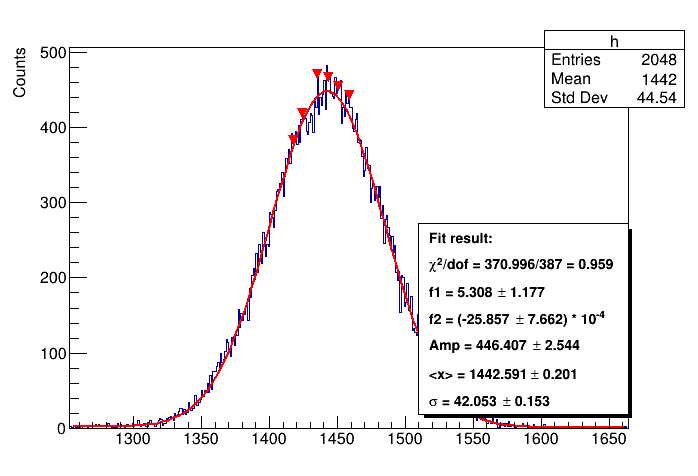 h
Entries 2048
Mean 1442
Std Dev 44.54
Counts
500
400
300
200
100
0
Fit result:
χ²/dof = 370.996/387 = 0.959
f1 = 5.308 ± 1.177
f2 = (-25.857 ± 7.662) * 10⁻⁴
Amp = 446.407 ± 2.544
<x> = 1442.591 ± 0.201
σ = 42.053 ± 0.153
1300 1350 1400 1450 1500 1550 1600 1650